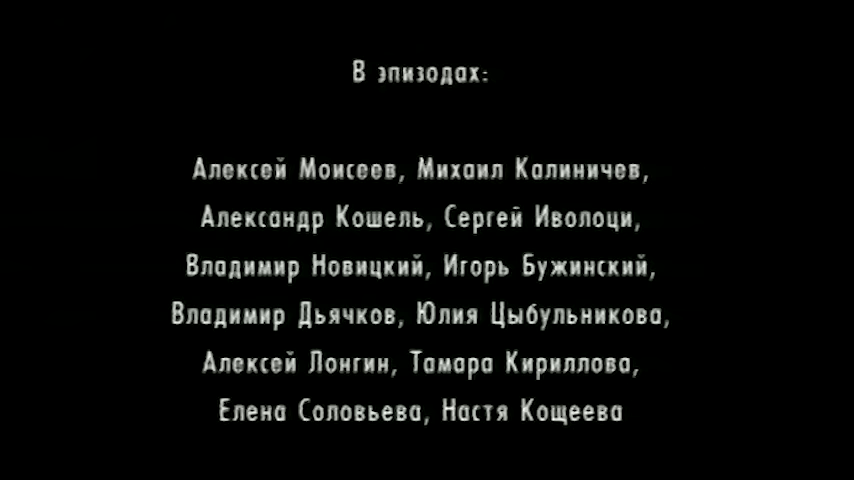 В эпизодах:
Алексей Моисеев, Михаил Калиничев,
Александр Кошель, Сергей Иволоци,
Владимир Новицкий, Игорь Бужинский,
Владимир Дьячков, Юлия Цыбульникова,
Алексей Лонгин, Тамара Кириллова,
Елена Соловьева, Настя Кощеева